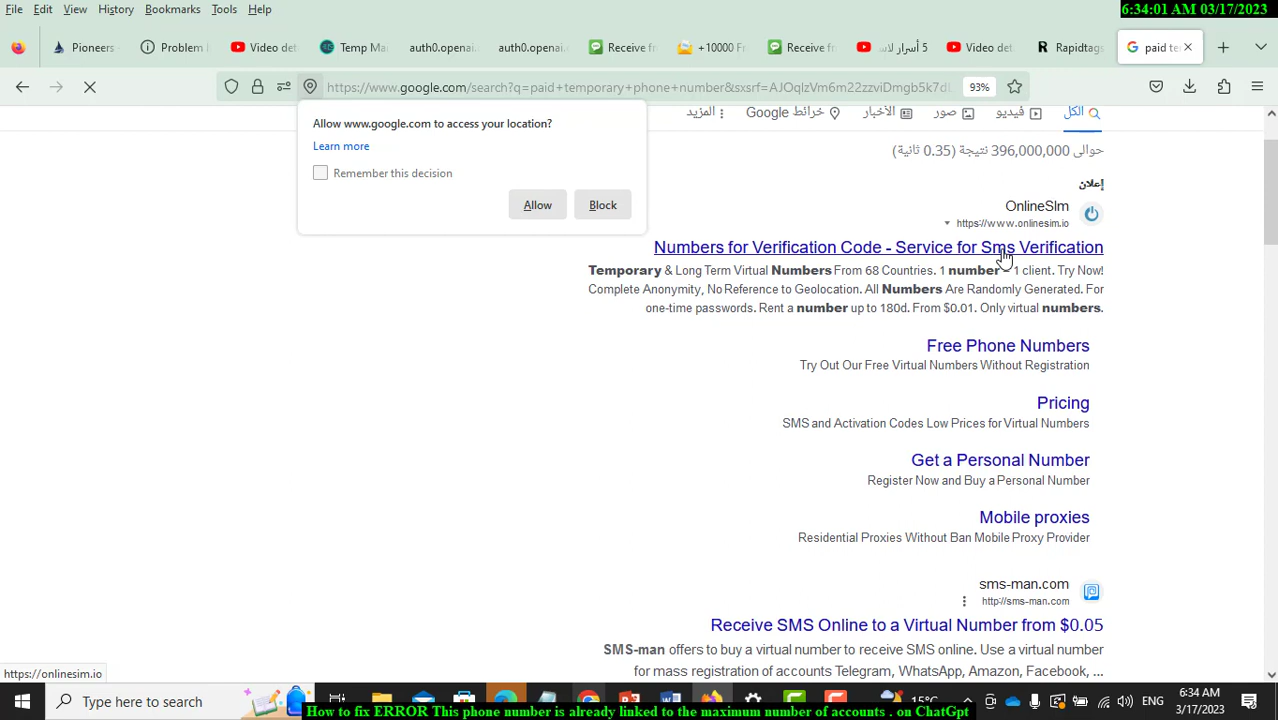 File Edit View History Bookmarks Tools Help
6:34:01 AM 03/17/2023
Pioneers
Problem
Video det
Temp Ma
auth0.openai.
auth0.openai.
Receive fr
+10000 Fr
Receive fr
5 أسرار لاس
Video det
Rapidtags
paid te
https://www.google.com/search?q=paid+temporary+phone+number&sxsrf=AJOqlzVm6m22zzviDmgb5k7dL
93%
Allow www.google.com to access your location?
Learn more
Remember this decision
Allow Block
الكل فيديو صور الأخبار خرائط Google المزيد
حوالى 396,000,000 نتيجة (0.35 ثانية)
إعلان
OnlineSIm
https://www.onlinesim.io
Numbers for Verification Code - Service for Sms Verification
Temporary & Long Term Virtual Numbers From 68 Countries. 1 number 1 client. Try Now!
Complete Anonymity, No Reference to Geolocation. All Numbers Are Randomly Generated. For
one-time passwords. Rent a number up to 180d. From $0.01. Only virtual numbers.
Free Phone Numbers
Try Out Our Free Virtual Numbers Without Registration
Pricing
SMS and Activation Codes Low Prices for Virtual Numbers
Get a Personal Number
Register Now and Buy a Personal Number
Mobile proxies
Residential Proxies Without Ban Mobile Proxy Provider
sms-man.com
http://sms-man.com
Receive SMS Online to a Virtual Number from $0.05
SMS-man offers to buy a virtual number to receive SMS online. Use a virtual number
for mass registration of accounts Telegram, WhatsApp, Amazon, Facebook, ...
https://onlinesim.io
Type here to search
15°C
ENG
6:34 AM
3/17/2023
How to fix ERROR This phone number is already linked to the maximum number of accounts . on ChatGpt